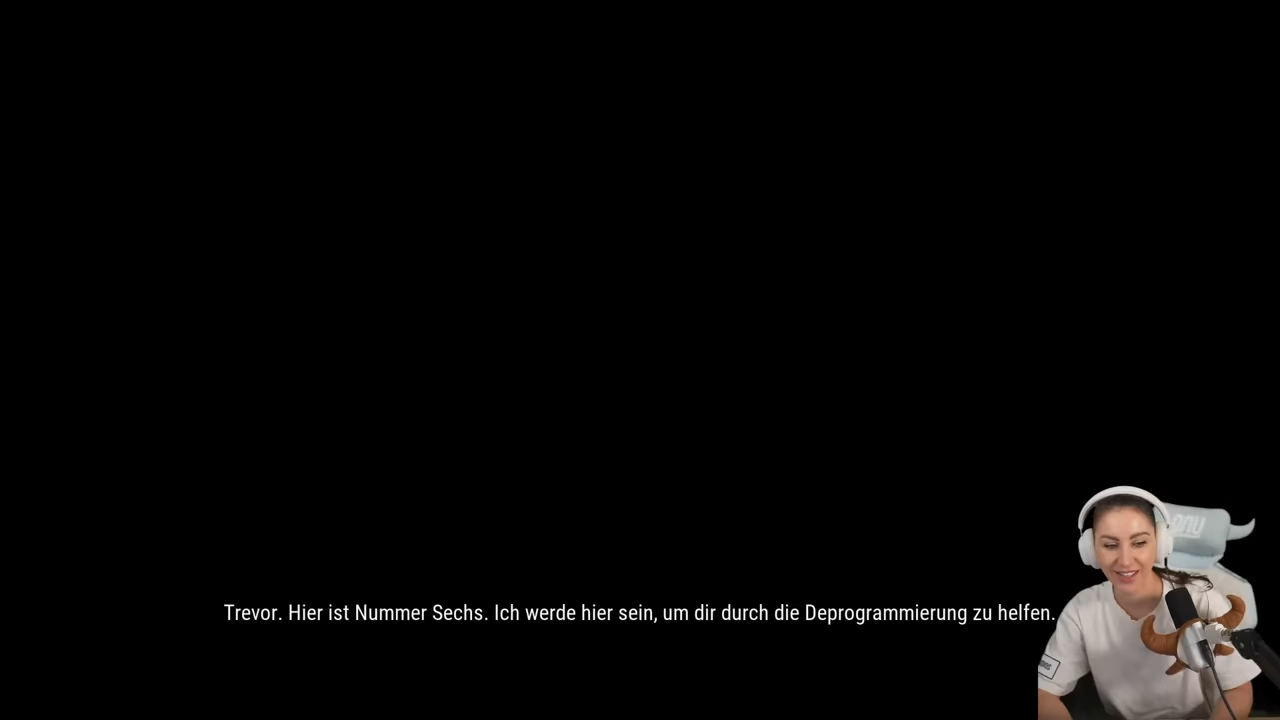 Trevor. Hier ist Nummer Sechs. Ich werde hier sein, um dir durch die Deprogrammierung zu helfen.